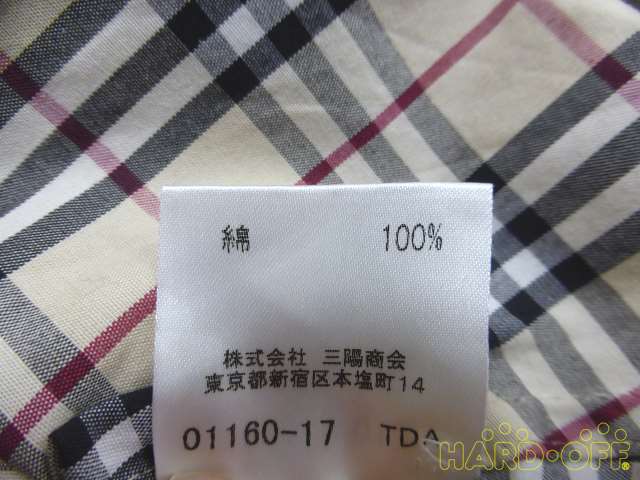 綿 100%
株式会社 三陽商会
東京都新宿区本塩町14
01160-17 TDA
HARD·OFF